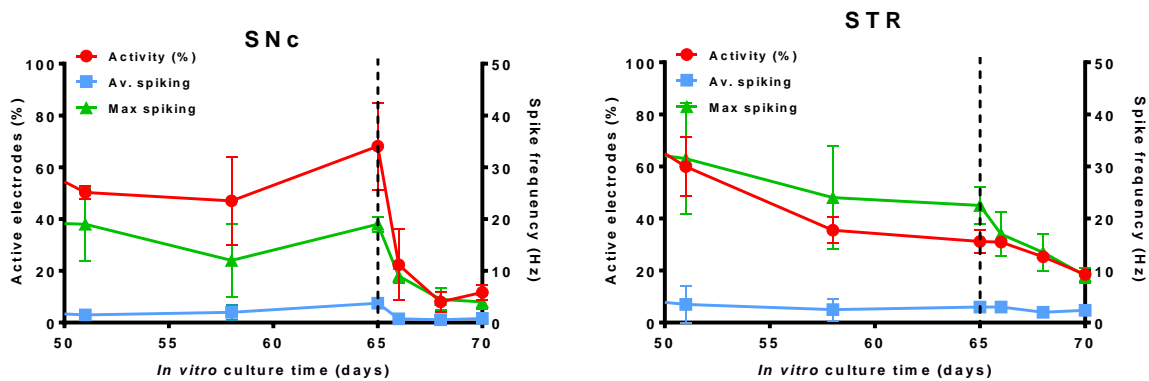 SNc
Activity (%)
Av. spiking
Max spiking
Active electrodes (%)
100
80
60
40
20
0
50
40
30
20
10
0
Spike frequency (Hz)
50 55 60 65 70
In vitro culture time (days)
STR
Activity (%)
Av. spiking
Max spiking
Active electrodes (%)
100
80
60
40
20
0
50
40
30
20
10
0
Spike frequency (Hz)
50 55 60 65 70
In vitro culture time (days)